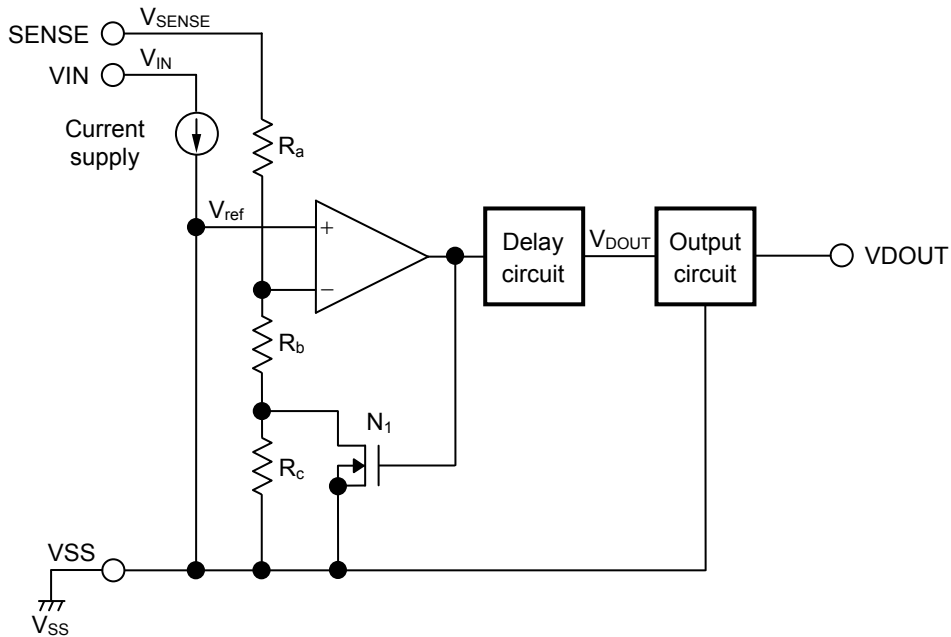 SENSE
VSENSE
VIN
VIN
Current
supply
Ra
Vref
+
−
Delay
circuit
VDOUT
Output
circuit
VDOUT
Rb
N1
Rc
VSS
VSS